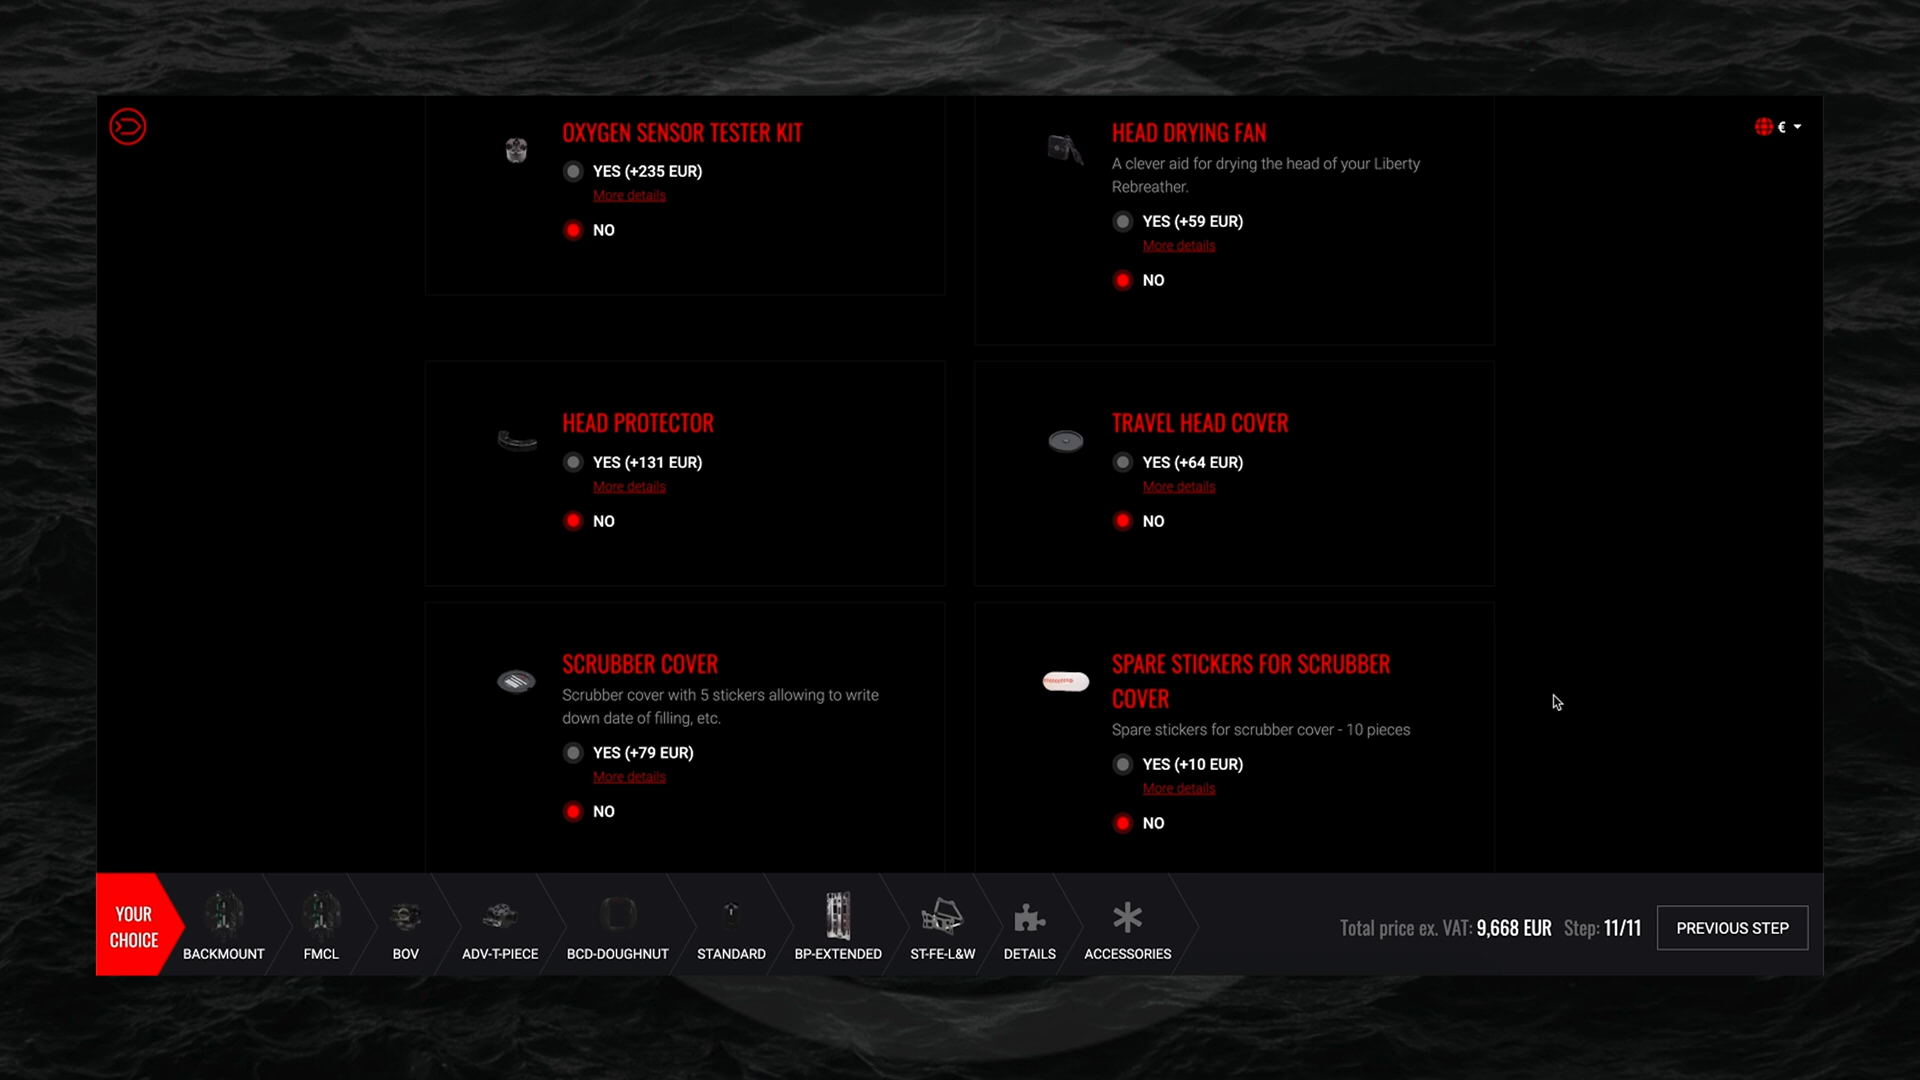 €
OXYGEN SENSOR TESTER KIT
YES (+235 EUR)
More details
NO
HEAD DRYING FAN
A clever aid for drying the head of your Liberty
Rebreather.
YES (+59 EUR)
More details
NO
HEAD PROTECTOR
YES (+131 EUR)
More details
NO
TRAVEL HEAD COVER
YES (+64 EUR)
More details
NO
SCRUBBER COVER
Scrubber cover with 5 stickers allowing to write
down date of filling, etc.
YES (+79 EUR)
More details
NO
SPARE STICKERS FOR SCRUBBER
COVER
Spare stickers for scrubber cover - 10 pieces
YES (+10 EUR)
More details
NO
YOUR
CHOICE
BACKMOUNT
FMCL
BOV
ADV-T-PIECE
BCD-DOUGHNUT
STANDARD
BP-EXTENDED
ST-FE-L&W
DETAILS
ACCESSORIES
Total price ex. VAT: 9,668 EUR Step: 11/11
PREVIOUS STEP